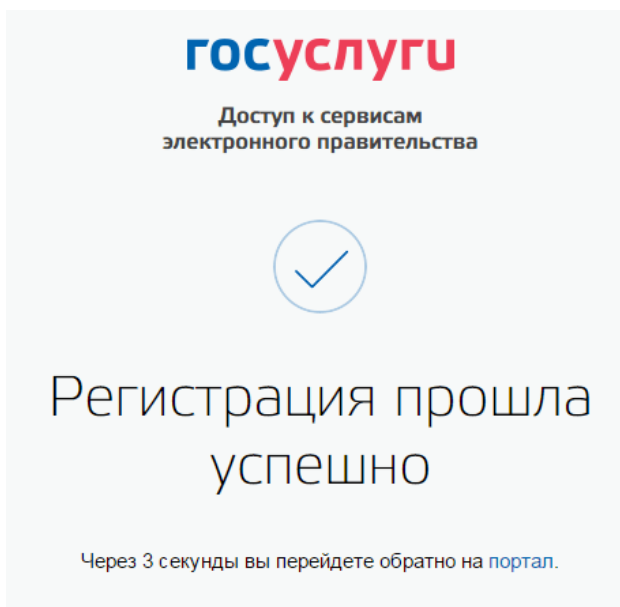 госуслуги
Доступ к сервисам
электронного правительства
Регистрация прошла
успешно
Через 3 секунды вы перейдете обратно на портал.